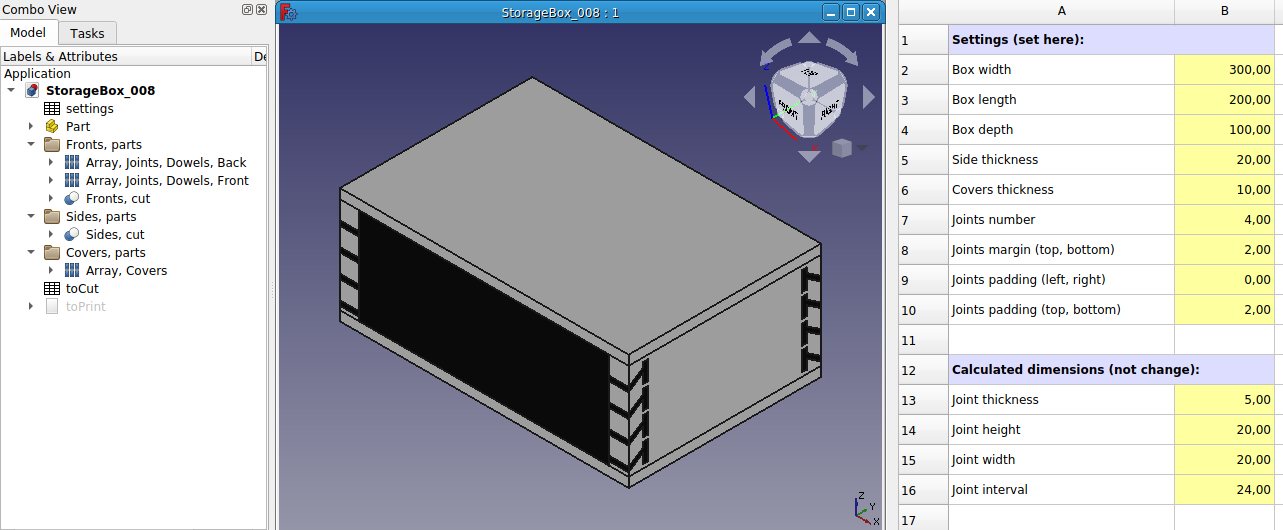 Combo View
Model Tasks
Labels & Attributes De
Application
StorageBox_008
settings
Part
Fronts, parts
Array, Joints, Dowels, Back
Array, Joints, Dowels, Front
Fronts, cut
Sides, parts
Sides, cut
Covers, parts
Array, Covers
toCut
toPrint
StorageBox_008 : 1
FRONT
RIGHT
Z
Y
X
A B
1 Settings (set here):
2 Box width 300,00
3 Box length 200,00
4 Box depth 100,00
5 Side thickness 20,00
6 Covers thickness 10,00
7 Joints number 4,00
8 Joints margin (top, bottom) 2,00
9 Joints padding (left, right) 0,00
10 Joints padding (top, bottom) 2,00
11
12 Calculated dimensions (not change):
13 Joint thickness 5,00
14 Joint height 20,00
15 Joint width 20,00
16 Joint interval 24,00
17